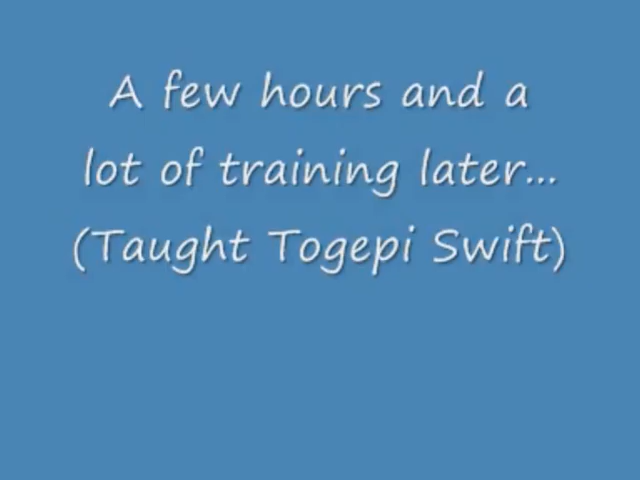 A few hours and a
lot of training later...
(Taught Togepi Swift)